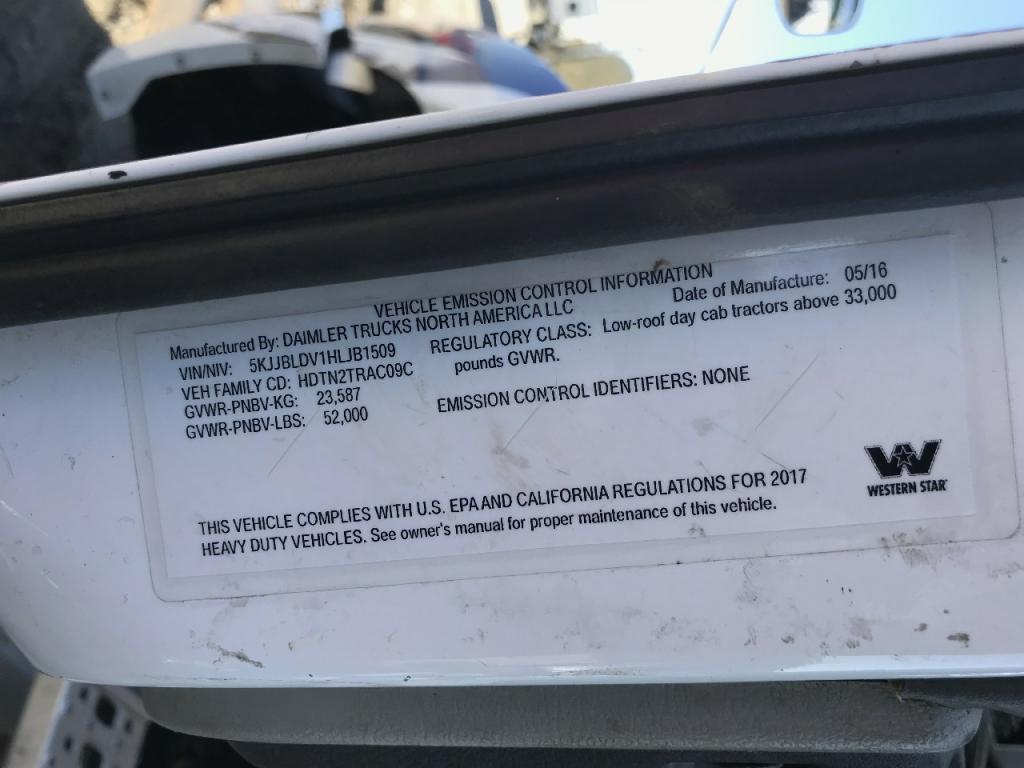 VEHICLE EMISSION CONTROL INFORMATION
Manufactured By: DAIMLER TRUCKS NORTH AMERICA LLC
Date of Manufacture: 05/16
VIN/NIV: 5KJJBLDV1HLJB1509
REGULATORY CLASS: Low-roof day cab tractors above 33,000
pounds GVWR.
VEH FAMILY CD: HDTN2TRAC09C
GVWR-PNBV-KG: 23,587
GVWR-PNBV-LBS: 52,000
EMISSION CONTROL IDENTIFIERS: NONE
THIS VEHICLE COMPLIES WITH U.S. EPA AND CALIFORNIA REGULATIONS FOR 2017
HEAVY DUTY VEHICLES. See owner's manual for proper maintenance of this vehicle.
WESTERN STAR